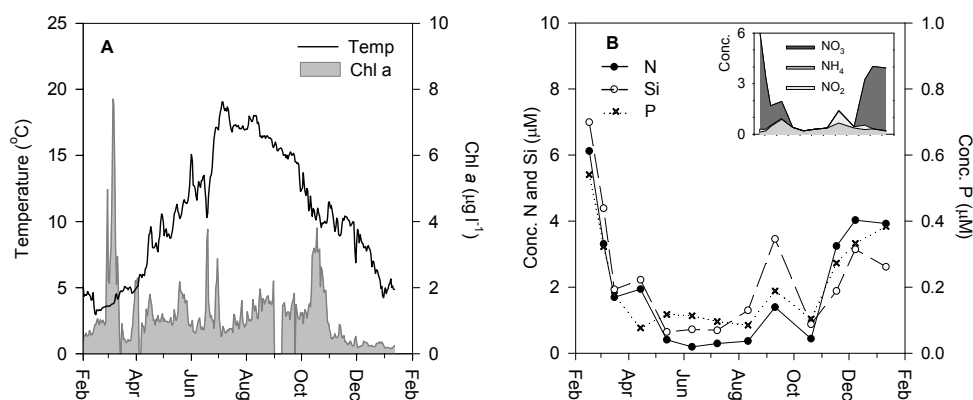 A
Temp
Chl a
25
20
15
10
5
0
Temperature (°C)
10
8
6
4
2
0
Chl a (µg l⁻¹)
Feb
Apr
Jun
Aug
Oct
Dec
Feb
B
N
Si
P
10
8
6
4
2
0
Conc. N and Si (µM)
Conc.
6
3
0
NO₃
NH₄
NO₂
1.0
0.8
0.6
0.4
0.2
0.0
Conc. P (µM)
Feb
Apr
Jun
Aug
Oct
Dec
Feb